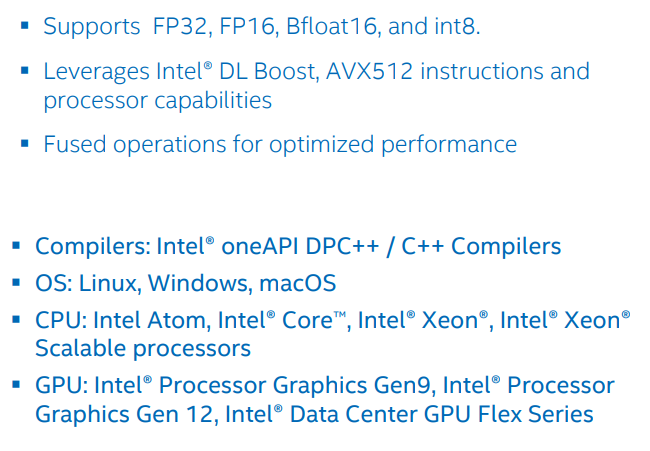 ▪ Supports  FP32, FP16, Bfloat16, and int8.
▪ Leverages Intel® DL Boost, AVX512 instructions and
processor capabilities
▪ Fused operations for optimized performance
▪ Compilers: Intel® oneAPI DPC++ / C++ Compilers
▪ OS: Linux, Windows, macOS
▪ CPU: Intel Atom, Intel® Core™, Intel® Xeon®, Intel® Xeon®
Scalable processors
▪ GPU: Intel® Processor Graphics Gen9, Intel® Processor
Graphics Gen 12, Intel® Data Center GPU Flex Series